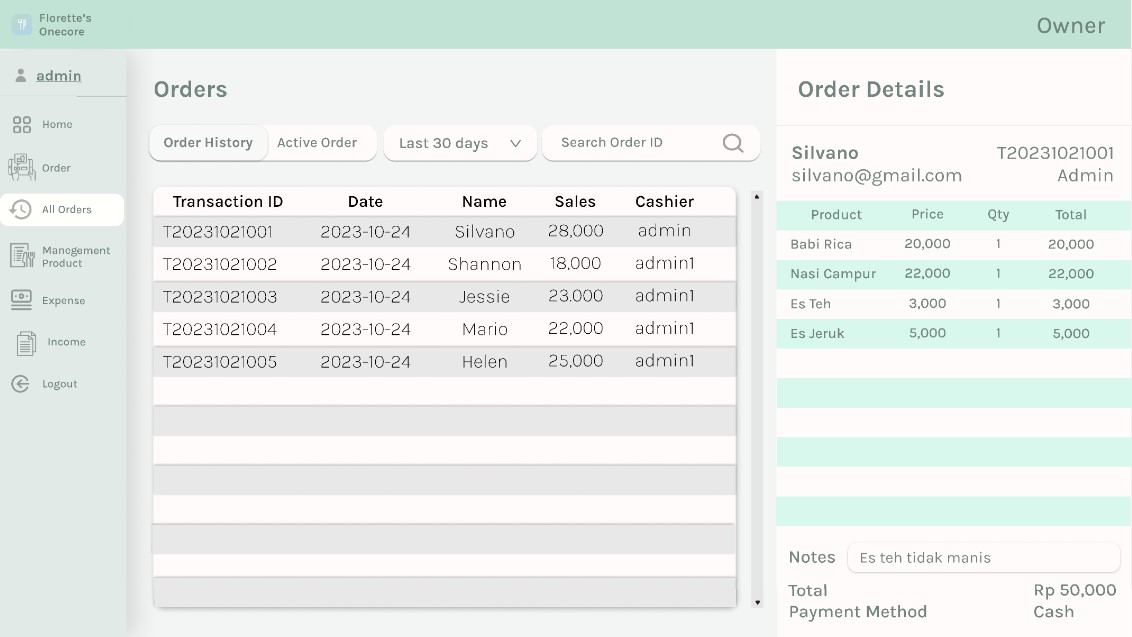 Florette's
Onecore
Owner
admin
Home
Order
All Orders
Manegement
Product
Expense
Income
Logout
Orders
Order History Active Order Last 30 days Search Order ID
Transaction ID Date Name Sales Cashier
T20231021001 2023-10-24 Silvano 28,000 admin
T20231021002 2023-10-24 Shannon 18,000 admin1
T20231021003 2023-10-24 Jessie 23.000 admin1
T20231021004 2023-10-24 Mario 22,000 admin1
T20231021005 2023-10-24 Helen 25,000 admin1
Order Details
Silvano T20231021001
silvano@gmail.com Admin
Product Price Qty Total
Babi Rica 20,000 1 20,000
Nasi Campur 22,000 1 22,000
Es Teh 3,000 1 3,000
Es Jeruk 5,000 1 5,000
Notes Es teh tidak manis
Total Rp 50,000
Payment Method Cash